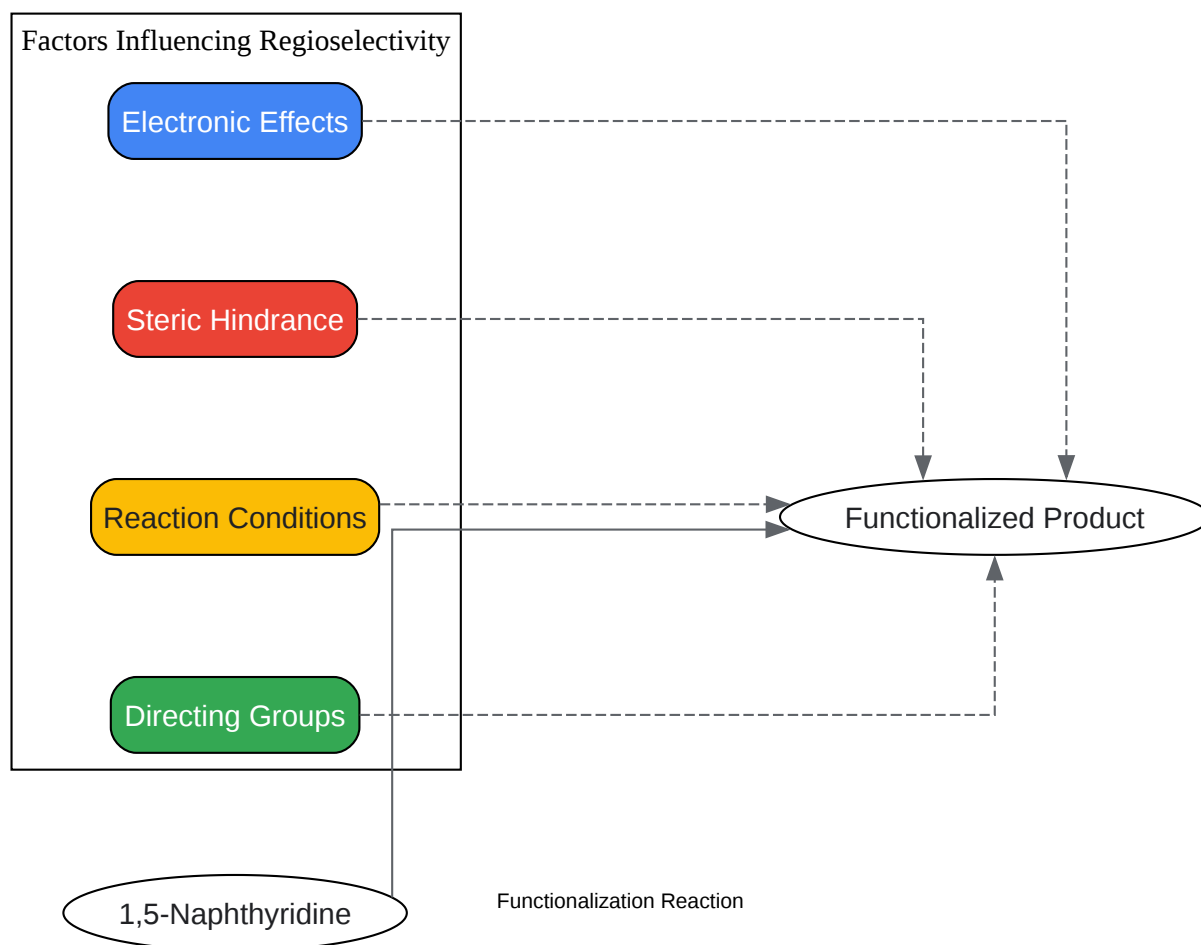 Factors Influencing Regioselectivity
Electronic Effects
Steric Hindrance
Reaction Conditions
Functionalized Product
Directing Groups
1,5-Naphthyridine
Functionalization Reaction